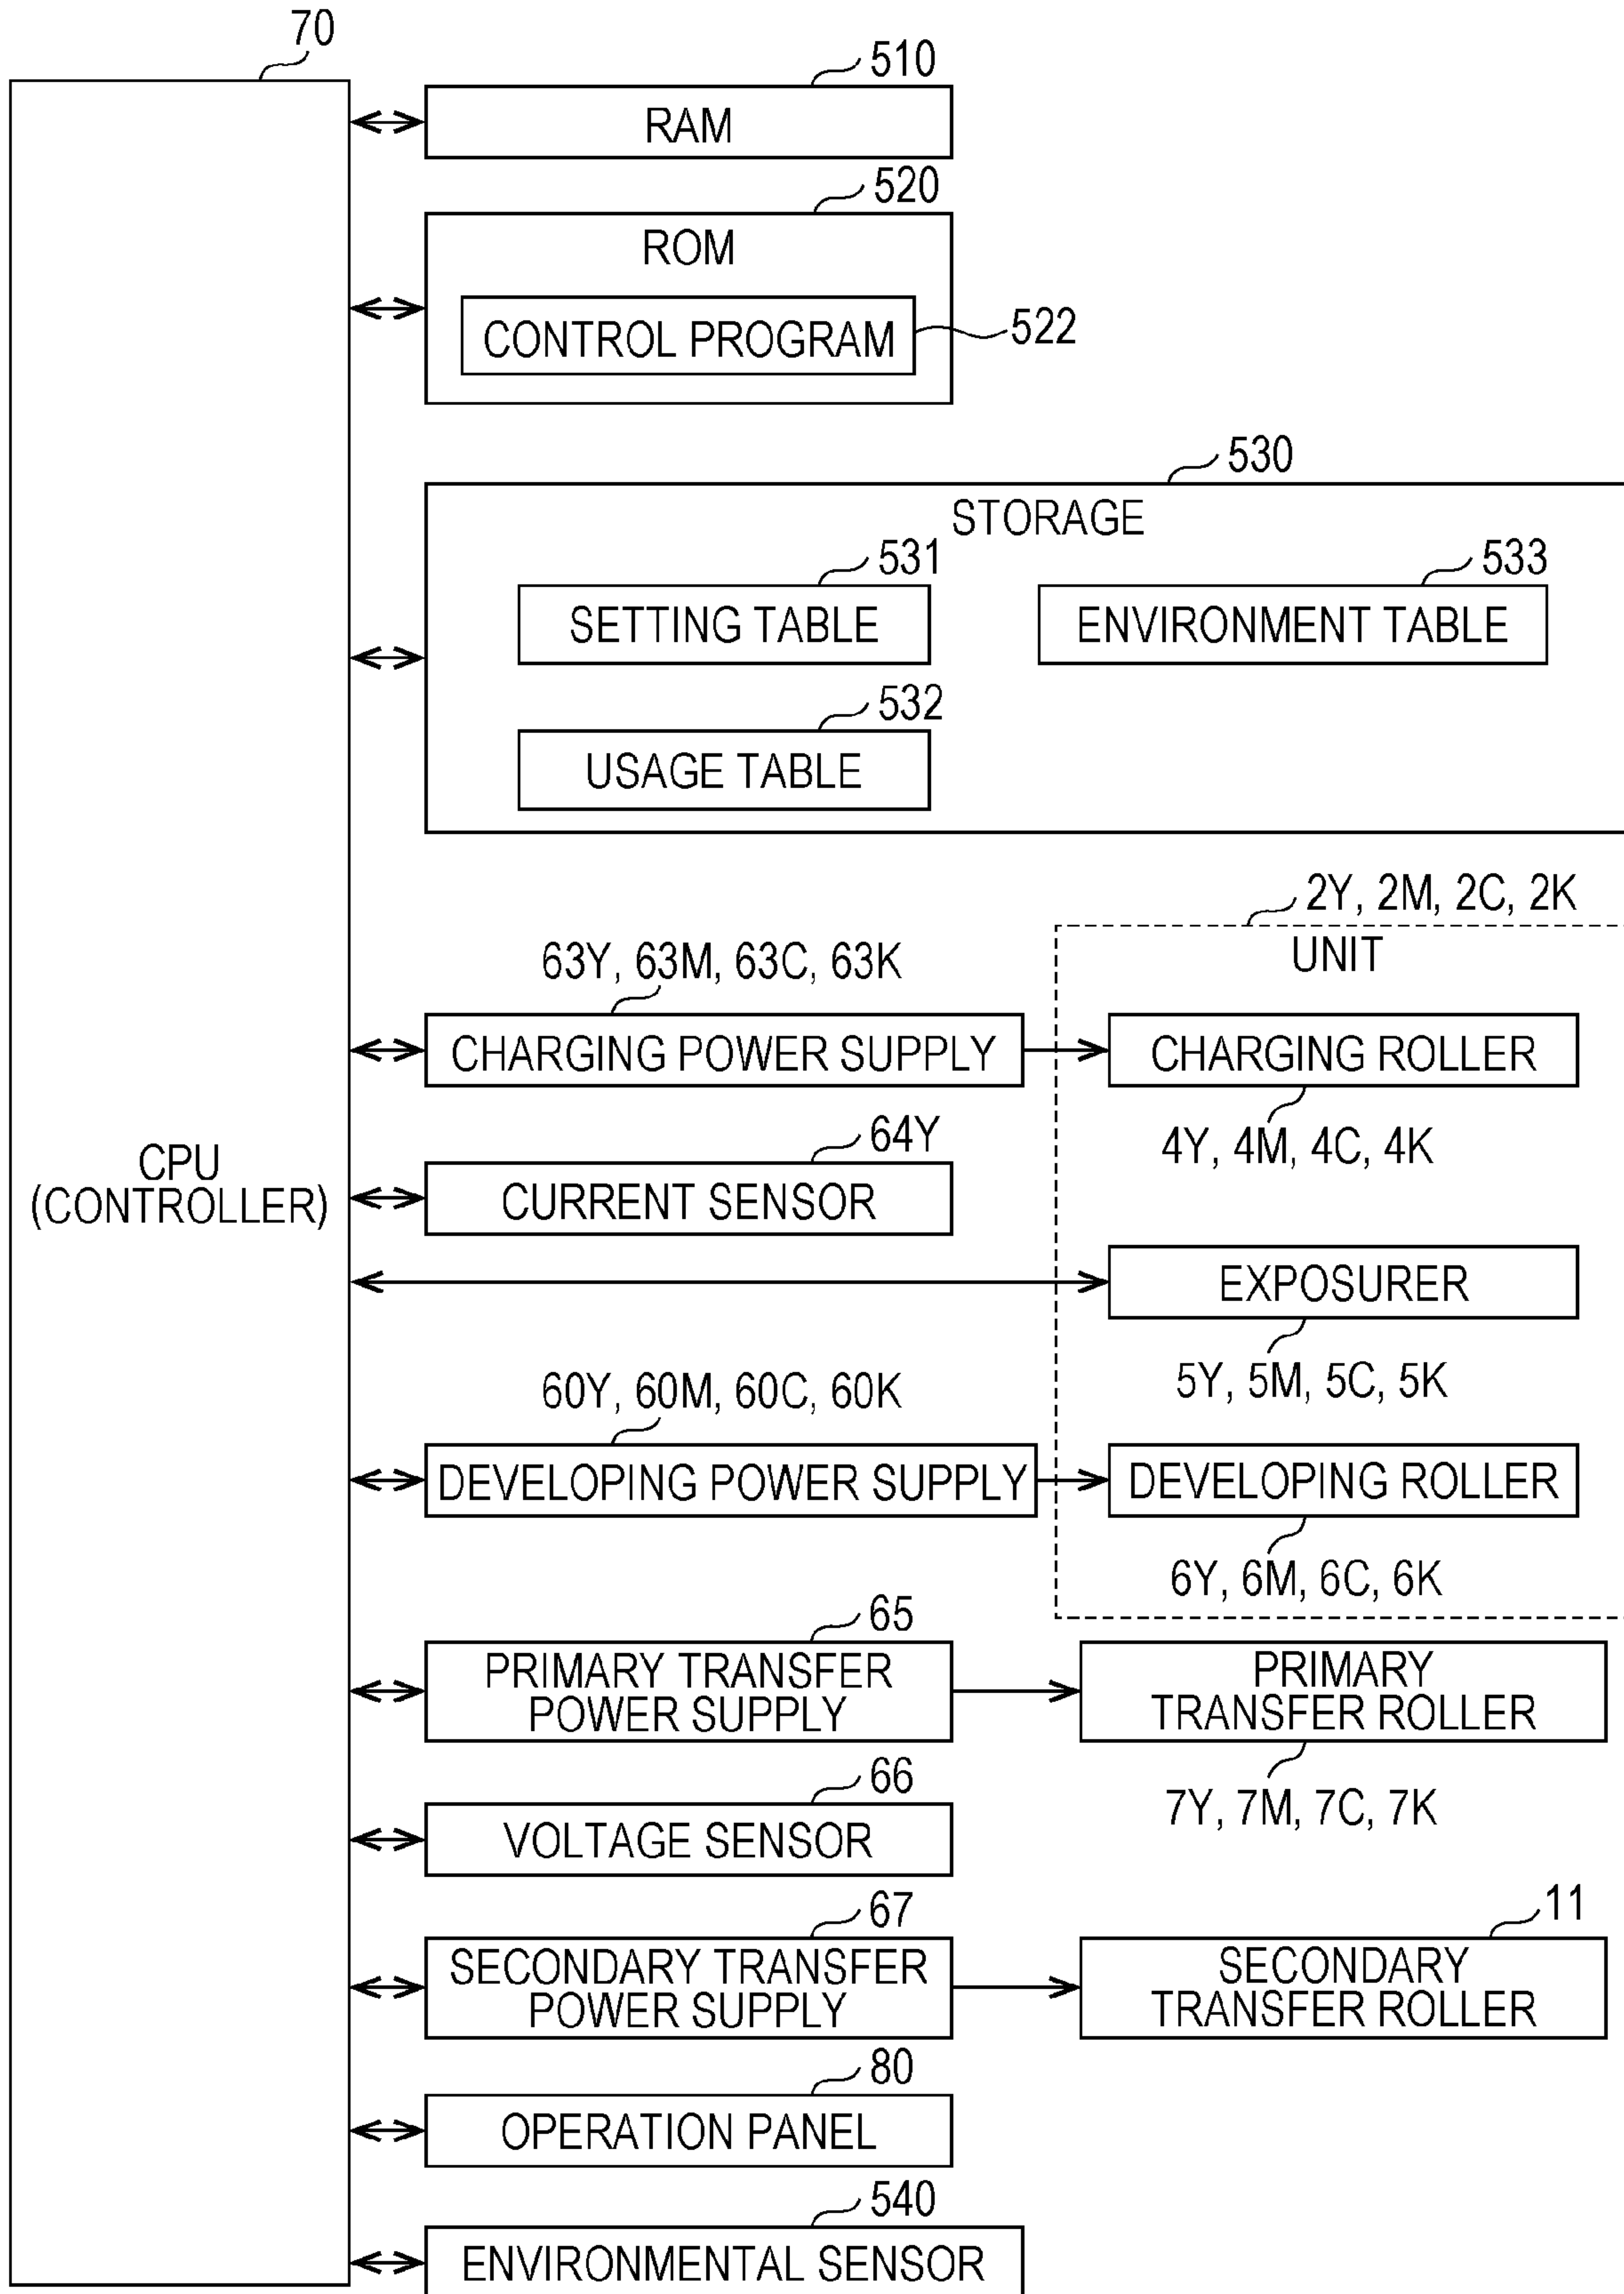 70
510
RAM
520
ROM
CONTROL PROGRAM
522
530
STORAGE
531
SETTING TABLE
533
ENVIRONMENT TABLE
532
USAGE TABLE
2Y, 2M, 2C, 2K
UNIT
63Y, 63M, 63C, 63K
CHARGING POWER SUPPLY
CHARGING ROLLER
4Y, 4M, 4C, 4K
CPU
(CONTROLLER)
64Y
CURRENT SENSOR
EXPOSURER
5Y, 5M, 5C, 5K
60Y, 60M, 60C, 60K
DEVELOPING POWER SUPPLY
DEVELOPING ROLLER
6Y, 6M, 6C, 6K
65
PRIMARY TRANSFER
POWER SUPPLY
PRIMARY
TRANSFER ROLLER
7Y, 7M, 7C, 7K
66
VOLTAGE SENSOR
67
SECONDARY TRANSFER
POWER SUPPLY
11
SECONDARY
TRANSFER ROLLER
80
OPERATION PANEL
540
ENVIRONMENTAL SENSOR